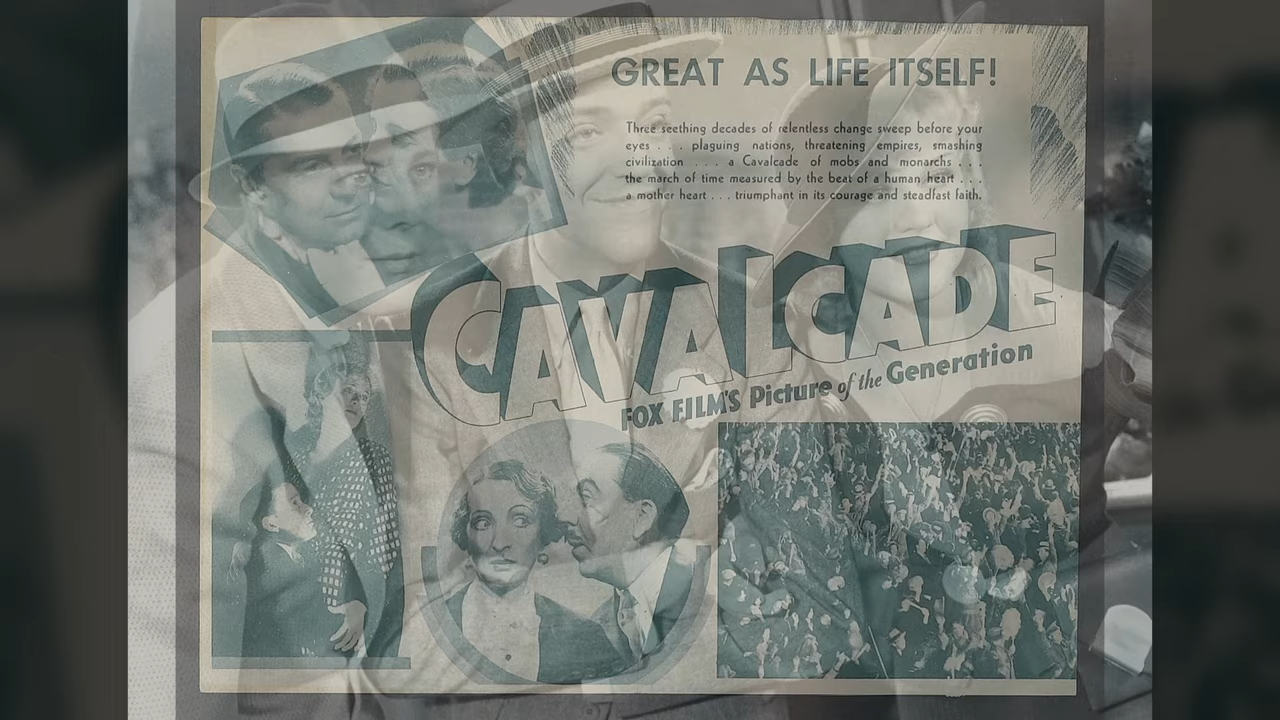 GREAT AS LIFE ITSELF!
Three seething decades of relentless change sweep before your
eyes . . . plaguing nations, threatening empires, smashing
civilization . . . a Cavalcade of mobs and monarchs . . .
the march of time measured by the beat of a human heart . . .
a mother heart . . . triumphant in its courage and steadfast faith.
CAVALCADE
FOX FILM'S Picture of the Generation